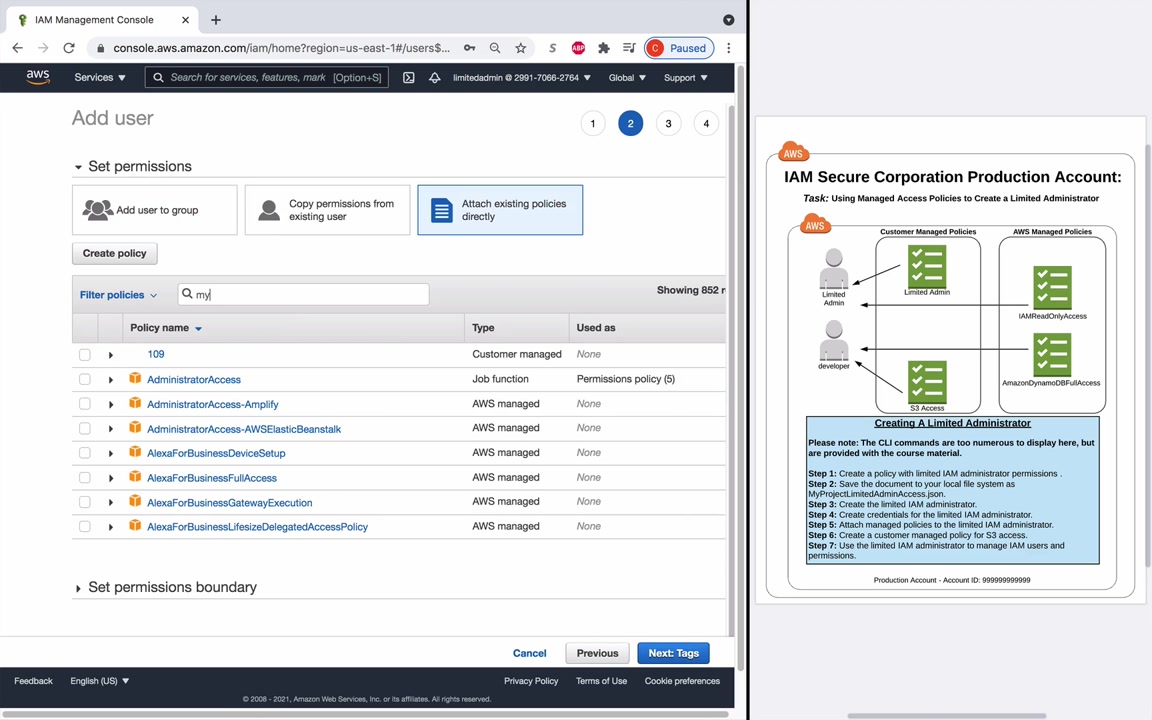 IAM Management Console
console.aws.amazon.com/iam/home?region=us-east-1#/users$...
S
ABP
C Paused
aws
Services
Search for services, features, mark [Option+S]
limitedadmin @ 2991-7066-2764
Global
Support
Add user
1 2 3 4
Set permissions
Add user to group
Copy permissions from
existing user
Attach existing policies
directly
Create policy
Filter policies
my
Showing 852 r
Policy name Type Used as
109 Customer managed None
AdministratorAccess Job function Permissions policy (5)
AdministratorAccess-Amplify AWS managed None
AdministratorAccess-AWSElasticBeanstalk AWS managed None
AlexaForBusinessDeviceSetup AWS managed None
AlexaForBusinessFullAccess AWS managed None
AlexaForBusinessGatewayExecution AWS managed None
AlexaForBusinessLifesizeDelegatedAccessPolicy AWS managed None
Set permissions boundary
Cancel Previous Next: Tags
Feedback English (US) Privacy Policy Terms of Use Cookie preferences
© 2008 - 2021, Amazon Web Services, Inc. or its affiliates. All rights reserved.
AWS
IAM Secure Corporation Production Account:
Task: Using Managed Access Policies to Create a Limited Administrator
AWS
Customer Managed Policies AWS Managed Policies
Limited
Admin
Limited Admin
IAMReadOnlyAccess
developer
AmazonDynamoDBFullAccess
S3 Access
Creating A Limited Administrator
Please note: The CLI commands are too numerous to display here, but
are provided with the course material.
Step 1: Create a policy with limited IAM administrator permissions .
Step 2: Save the document to your local file system as
MyProjectLimitedAdminAccess.json.
Step 3: Create the limited IAM administrator.
Step 4: Create credentials for the limited IAM administrator.
Step 5: Attach managed policies to the limited IAM administrator.
Step 6: Create a customer managed policy for S3 access.
Step 7: Use the limited IAM administrator to manage IAM users and
permissions.
Production Account - Account ID: 999999999999